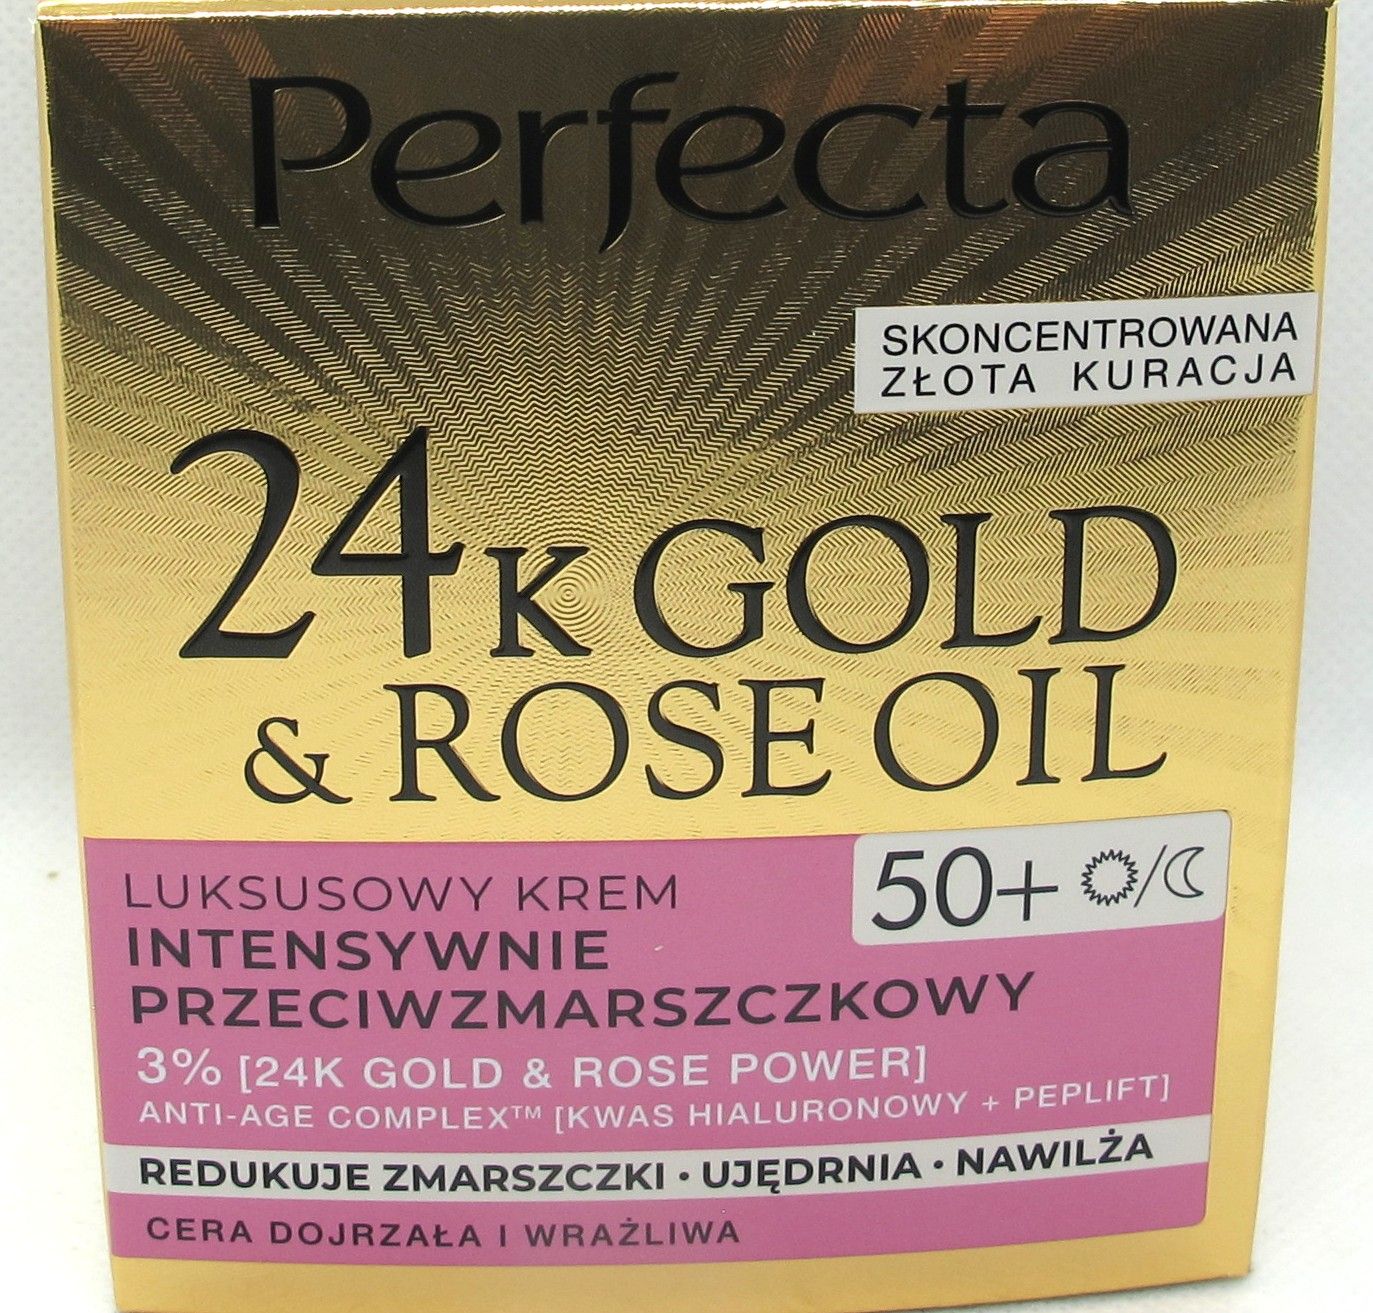 Perfecta
SKONCENTROWANA
ZŁOTA KURACJA
24K GOLD
& ROSE OIL
50+
LUKSUSOWY KREM
INTENSYWNIE
PRZECIWZMARSZCZKOWY
3% [24K GOLD & ROSE POWER]
ANTI-AGE COMPLEX™ [KWAS HIALURONOWY + PEPLIFT]
REDUKUJE ZMARSZCZKI • UJĘDRNIA • NAWILŻA
CERA DOJRZAŁA I WRAŻLIWA